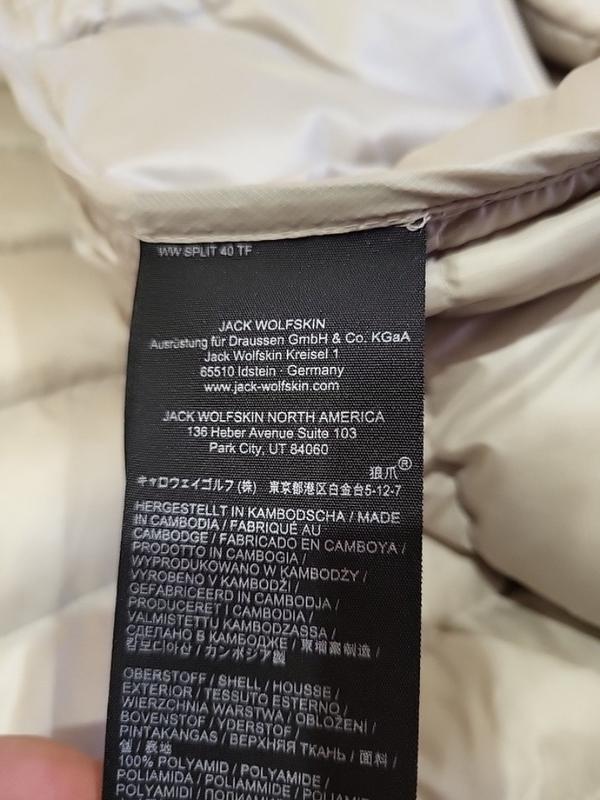 WW SPLIT 40 TF
JACK WOLFSKIN
Ausrüstung für Draussen GmbH & Co. KGaA
Jack Wolfskin Kreisel 1
65510 Idstein · Germany
www.jack-wolfskin.com
JACK WOLFSKIN NORTH AMERICA
136 Heber Avenue Suite 103
Park City, UT 84060
狼爪®
キャロウェイゴルフ(株) 東京都港区白金台5-12-7
HERGESTELLT IN KAMBODSCHA / MADE
IN CAMBODIA / FABRIQUÉ AU
CAMBODGE / FABRICADO EN CAMBOYA /
PRODOTTO IN CAMBOGIA /
WYPRODUKOWANO W KAMBODŻY /
VYROBENO V KAMBODŽI /
GEFABRICEERD IN CAMBODJA /
PRODUCERET I CAMBODIA /
VALMISTETTU KAMBODZASSA /
СДЕЛАНО В КАМБОДЖЕ / 柬埔寨制造 /
캄보디아산 / カンボジア製
OBERSTOFF / SHELL / HOUSSE /
EXTERIOR / TESSUTO ESTERNO /
WIERZCHNIA WARSTWA / OBLOŽENÍ /
BOVENSTOF / YDERSTOF /
PINTAKANGAS / ВЕРХНЯЯ ТКАНЬ / 面料 /
표지 / 表地
100% POLYAMID / POLYAMIDE /
POLIAMIDA / POLIAMMIDE / POLIAMID
POLYAMIDI / ПОЛИАМИД